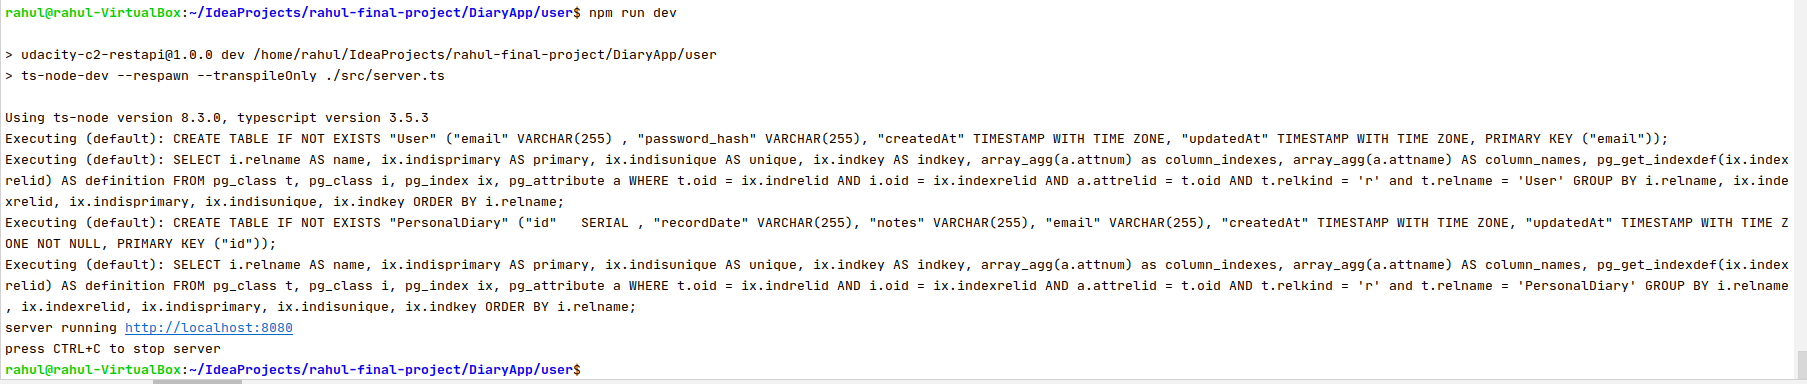 rahul@rahul-VirtualBox:~/IdeaProjects/rahul-final-project/DiaryApp/user$ npm run dev
> udacity-c2-restapi@1.0.0 dev /home/rahul/IdeaProjects/rahul-final-project/DiaryApp/user
> ts-node-dev --respawn --transpileOnly ./src/server.ts
Using ts-node version 8.3.0, typescript version 3.5.3
Executing (default): CREATE TABLE IF NOT EXISTS "User" ("email" VARCHAR(255) , "password_hash" VARCHAR(255), "createdAt" TIMESTAMP WITH TIME ZONE, "updatedAt" TIMESTAMP WITH TIME ZONE, PRIMARY KEY ("email"));
Executing (default): SELECT i.relname AS name, ix.indisprimary AS primary, ix.indisunique AS unique, ix.indkey AS indkey, array_agg(a.attnum) as column_indexes, array_agg(a.attname) AS column_names, pg_get_indexdef(ix.index
relid) AS definition FROM pg_class t, pg_class i, pg_index ix, pg_attribute a WHERE t.oid = ix.indrelid AND i.oid = ix.indexrelid AND a.attrelid = t.oid AND t.relkind = 'r' and t.relname = 'User' GROUP BY i.relname, ix.inde
xrelid, ix.indisprimary, ix.indisunique, ix.indkey ORDER BY i.relname;
Executing (default): CREATE TABLE IF NOT EXISTS "PersonalDiary" ("id"   SERIAL , "recordDate" VARCHAR(255), "notes" VARCHAR(255), "email" VARCHAR(255), "createdAt" TIMESTAMP WITH TIME ZONE, "updatedAt" TIMESTAMP WITH TIME Z
ONE NOT NULL, PRIMARY KEY ("id"));
Executing (default): SELECT i.relname AS name, ix.indisprimary AS primary, ix.indisunique AS unique, ix.indkey AS indkey, array_agg(a.attnum) as column_indexes, array_agg(a.attname) AS column_names, pg_get_indexdef(ix.index
relid) AS definition FROM pg_class t, pg_class i, pg_index ix, pg_attribute a WHERE t.oid = ix.indrelid AND i.oid = ix.indexrelid AND a.attrelid = t.oid AND t.relkind = 'r' and t.relname = 'PersonalDiary' GROUP BY i.relname
, ix.indexrelid, ix.indisprimary, ix.indisunique, ix.indkey ORDER BY i.relname;
server running http://localhost:8080
press CTRL+C to stop server
rahul@rahul-VirtualBox:~/IdeaProjects/rahul-final-project/DiaryApp/user$